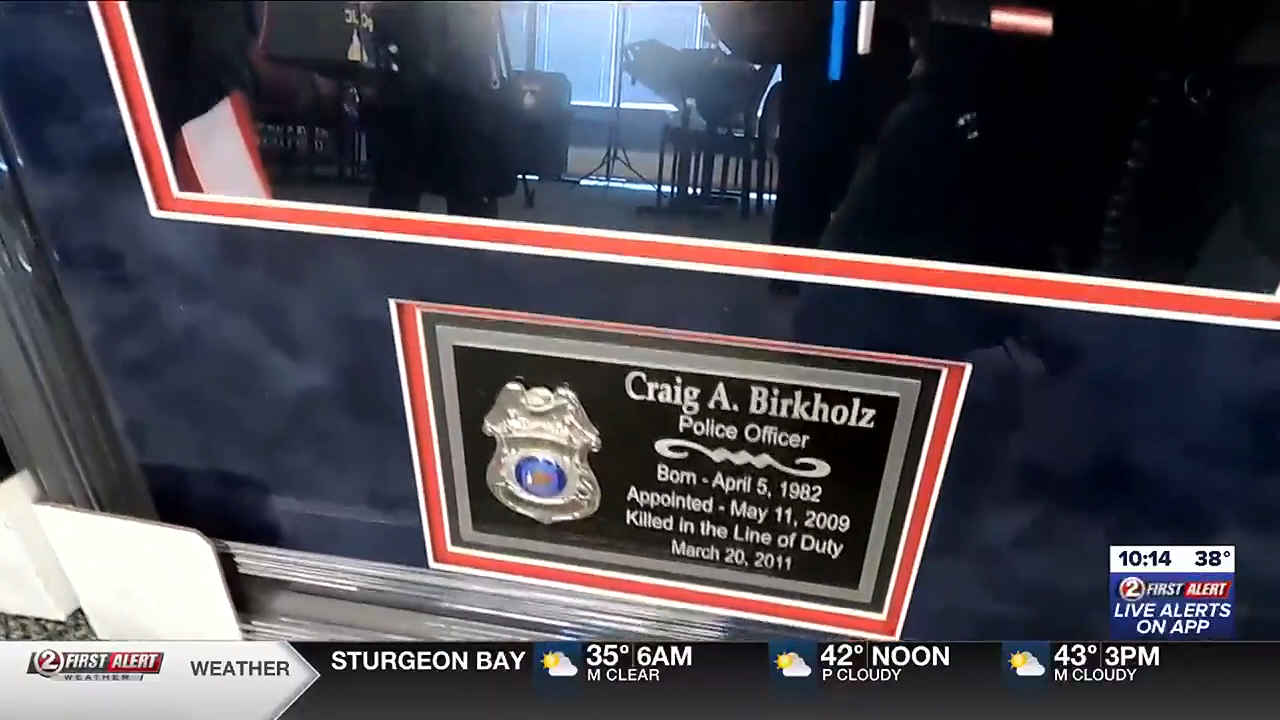 Craig A. Birkholz
Police Officer
Born - April 5, 1982
Appointed - May 11, 2009
Killed in the Line of Duty
March 20, 2011
10:14 38°
2 FIRST ALERT
LIVE ALERTS
ON APP
2 FIRST ALERT
WEATHER
WEATHER
STURGEON BAY
35° 6AM
M CLEAR
42° NOON
P CLOUDY
43° 3PM
M CLOUDY